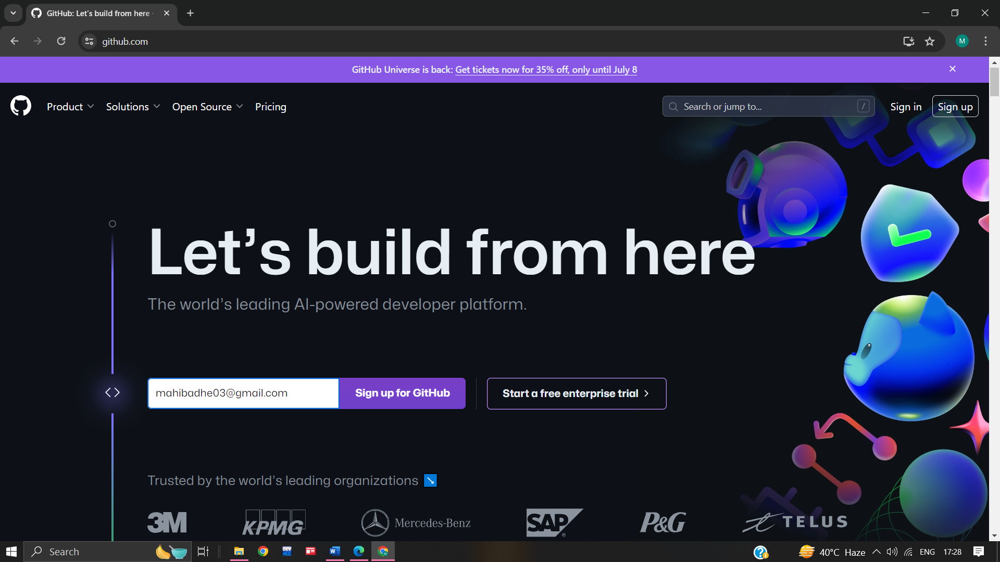 GitHub: Let's build from here
github.com
M
GitHub Universe is back: Get tickets now for 35% off, only until July 8
Product Solutions Open Source Pricing
Search or jump to... /
Sign in Sign up
Let’s build from here
The world’s leading AI-powered developer platform.
mahibadhe03@gmail.com Sign up for GitHub Start a free enterprise trial
Trusted by the world’s leading organizations
3M KPMG Mercedes-Benz SAP ® P&G TELUS
Search DEV W 40°C Haze ENG 17:28